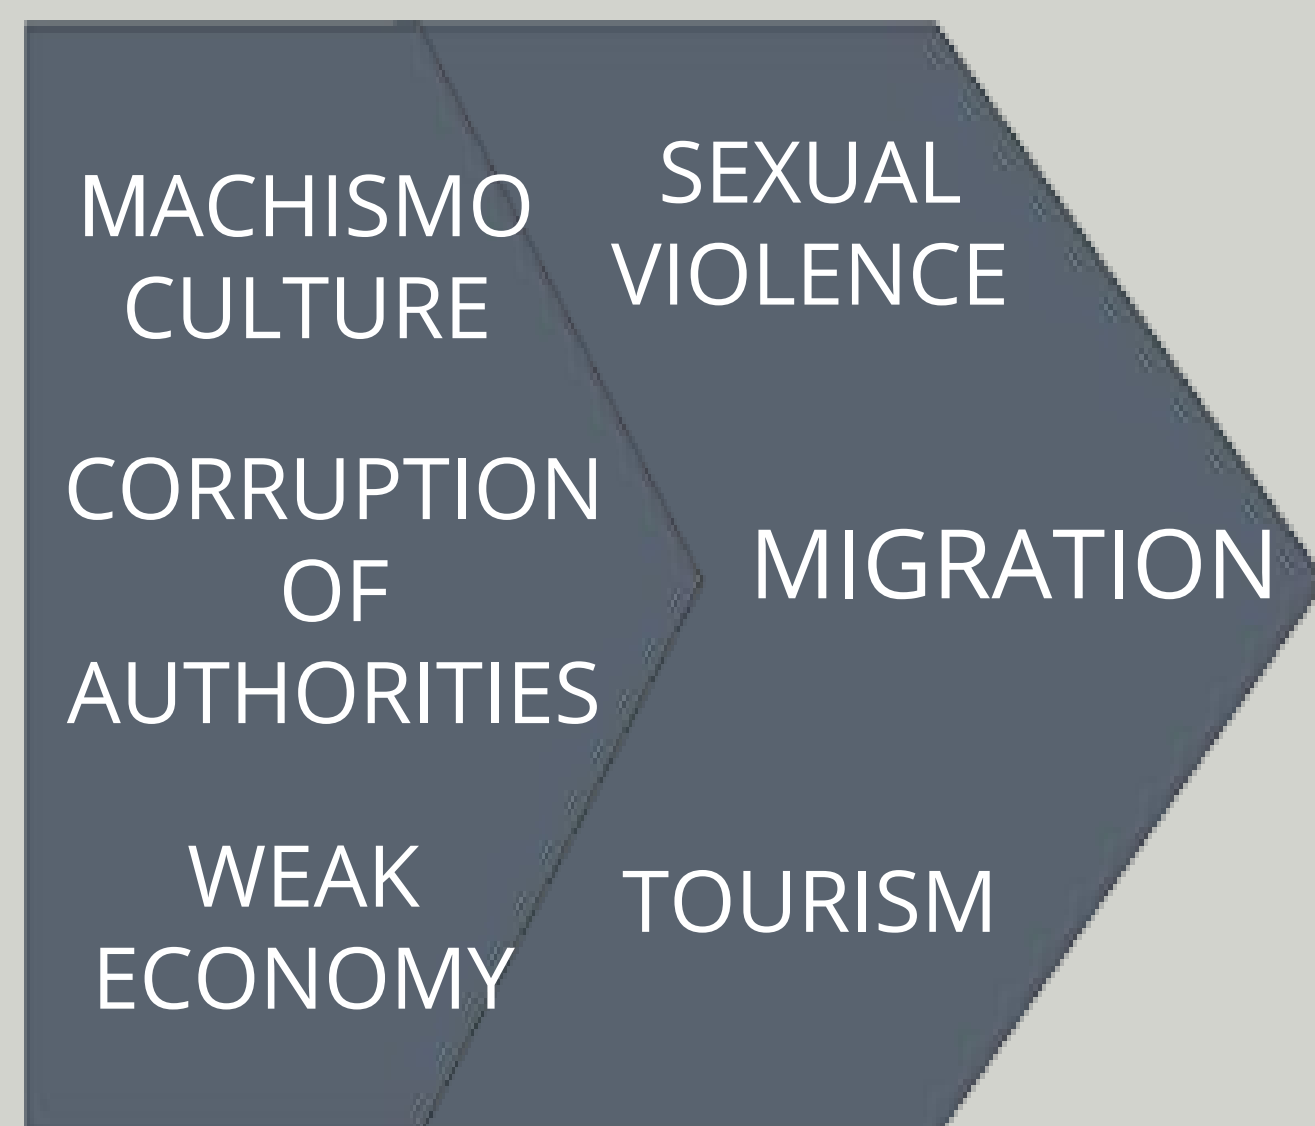 MACHISMO
CULTURE
CORRUPTION
OF
AUTHORITIES
WEAK
ECONOMY
SEXUAL
VIOLENCE
MIGRATION
TOURISM